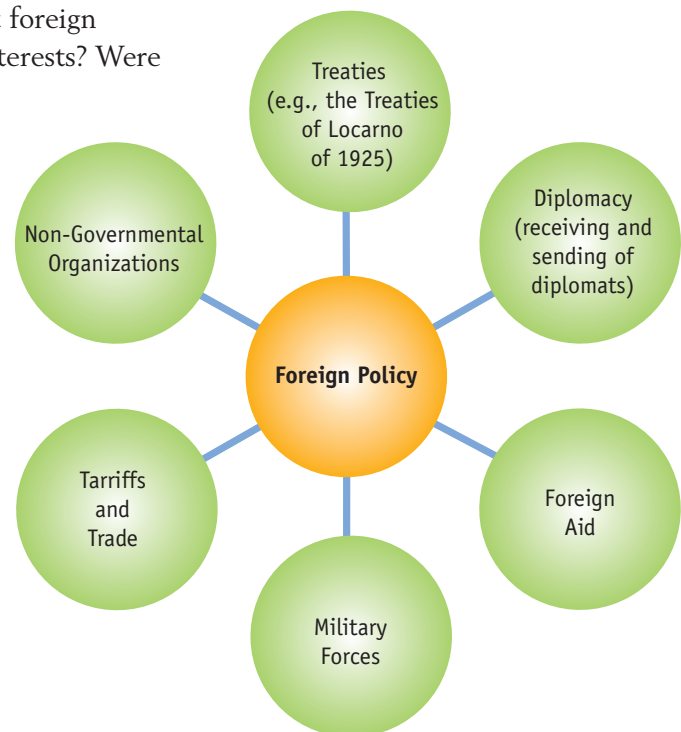 foreign
terests? Were
Treaties
(e.g., the Treaties
of Locarno
of 1925)
Diplomacy
(receiving and
sending of
diplomats)
Non-Governmental
Organizations
Foreign Policy
Tarriffs
and
Trade
Foreign
Aid
Military
Forces